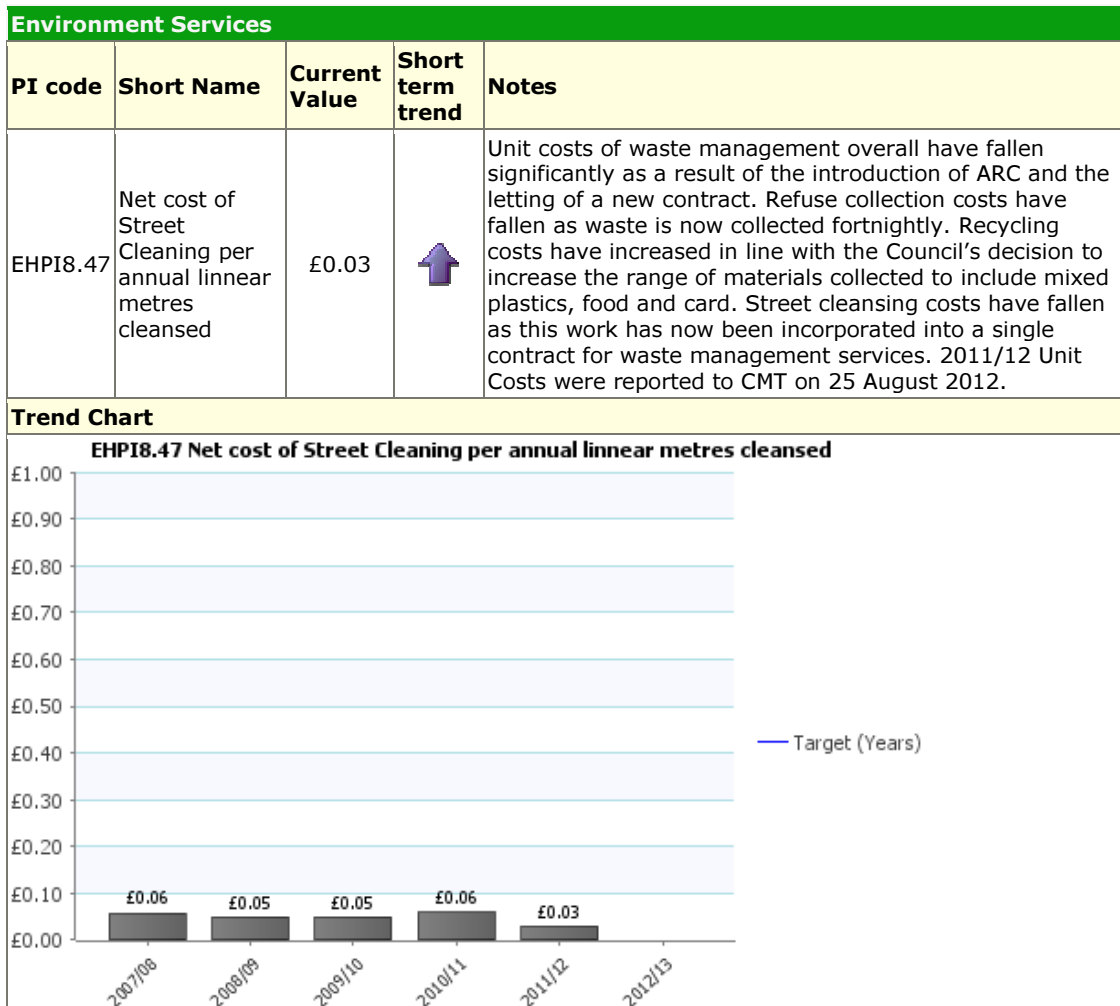 Environment Services
PI code
Short Name
Current
Value
Short
term
trend
Notes
EHPI8.47
Net cost of
Street
Cleaning per
annual linnear
metres
cleansed
£0.03
Unit costs of waste management overall have fallen
significantly as a result of the introduction of ARC and the
letting of a new contract. Refuse collection costs have
fallen as waste is now collected fortnightly. Recycling
costs have increased in line with the Council’s decision to
increase the range of materials collected to include mixed
plastics, food and card. Street cleansing costs have fallen
as this work has now been incorporated into a single
contract for waste management services. 2011/12 Unit
Costs were reported to CMT on 25 August 2012.
Trend Chart
EHPI8.47 Net cost of Street Cleaning per annual linnear metres cleansed
£1.00
£0.90
£0.80
£0.70
£0.60
£0.50
£0.40
£0.30
£0.20
£0.10
£0.00
£0.06
£0.05
£0.05
£0.06
£0.03
2007/08
2008/09
2009/10
2010/11
2011/12
2012/13
Target (Years)